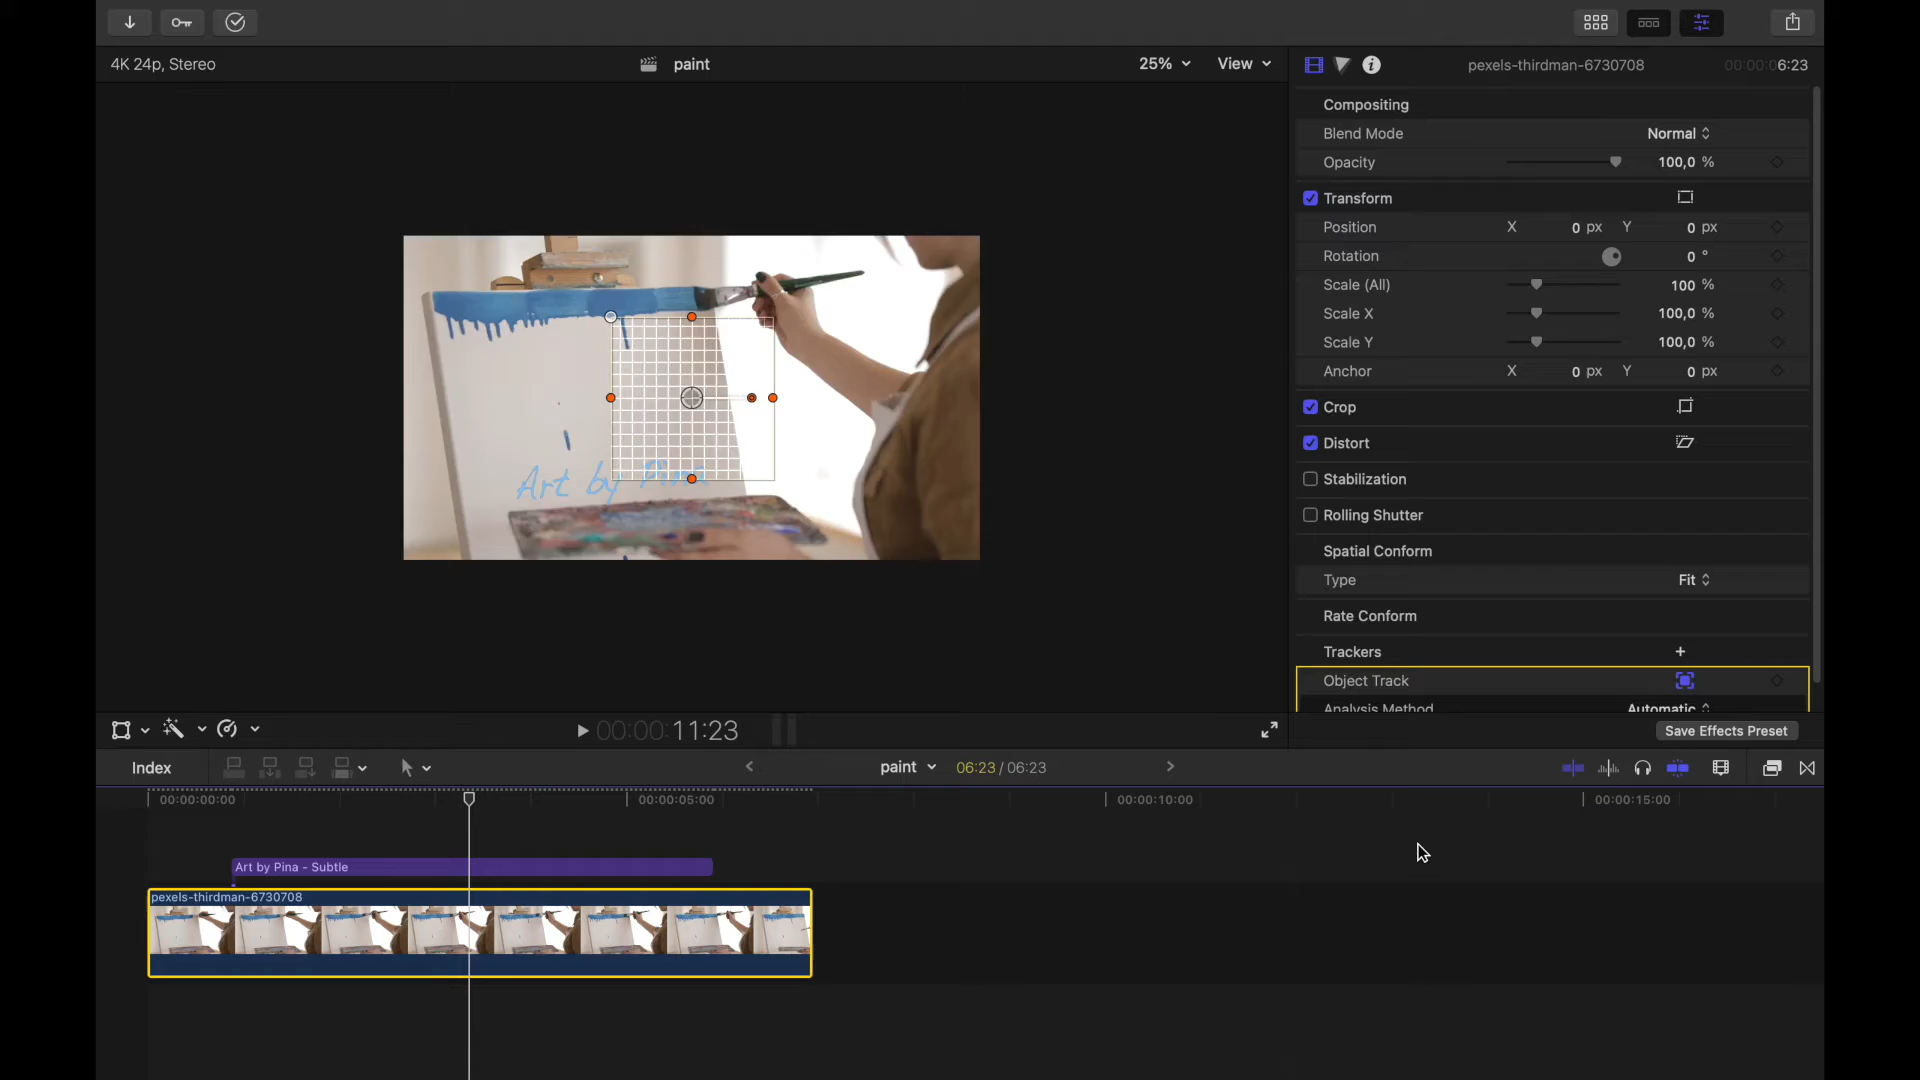 4K 24p, Stereo
paint
25%
View
pexels-thirdman-6730708
00:00:06:23
Compositing
Blend Mode
Normal
Opacity
100,0 %
Transform
Position
X 0 px Y 0 px
Rotation
0 °
Scale (All)
100 %
Scale X
100,0 %
Scale Y
100,0 %
Anchor
X 0 px Y 0 px
Crop
Distort
Stabilization
Rolling Shutter
Spatial Conform
Type
Fit
Rate Conform
Trackers
+
Object Track
Analysis Method
Automatic
Art by Pina
00:00:11:23
Save Effects Preset
Index
paint
06:23 / 06:23
00:00:00:00
00:00:05:00
00:00:10:00
00:00:15:00
Art by Pina - Subtle
pexels-thirdman-6730708